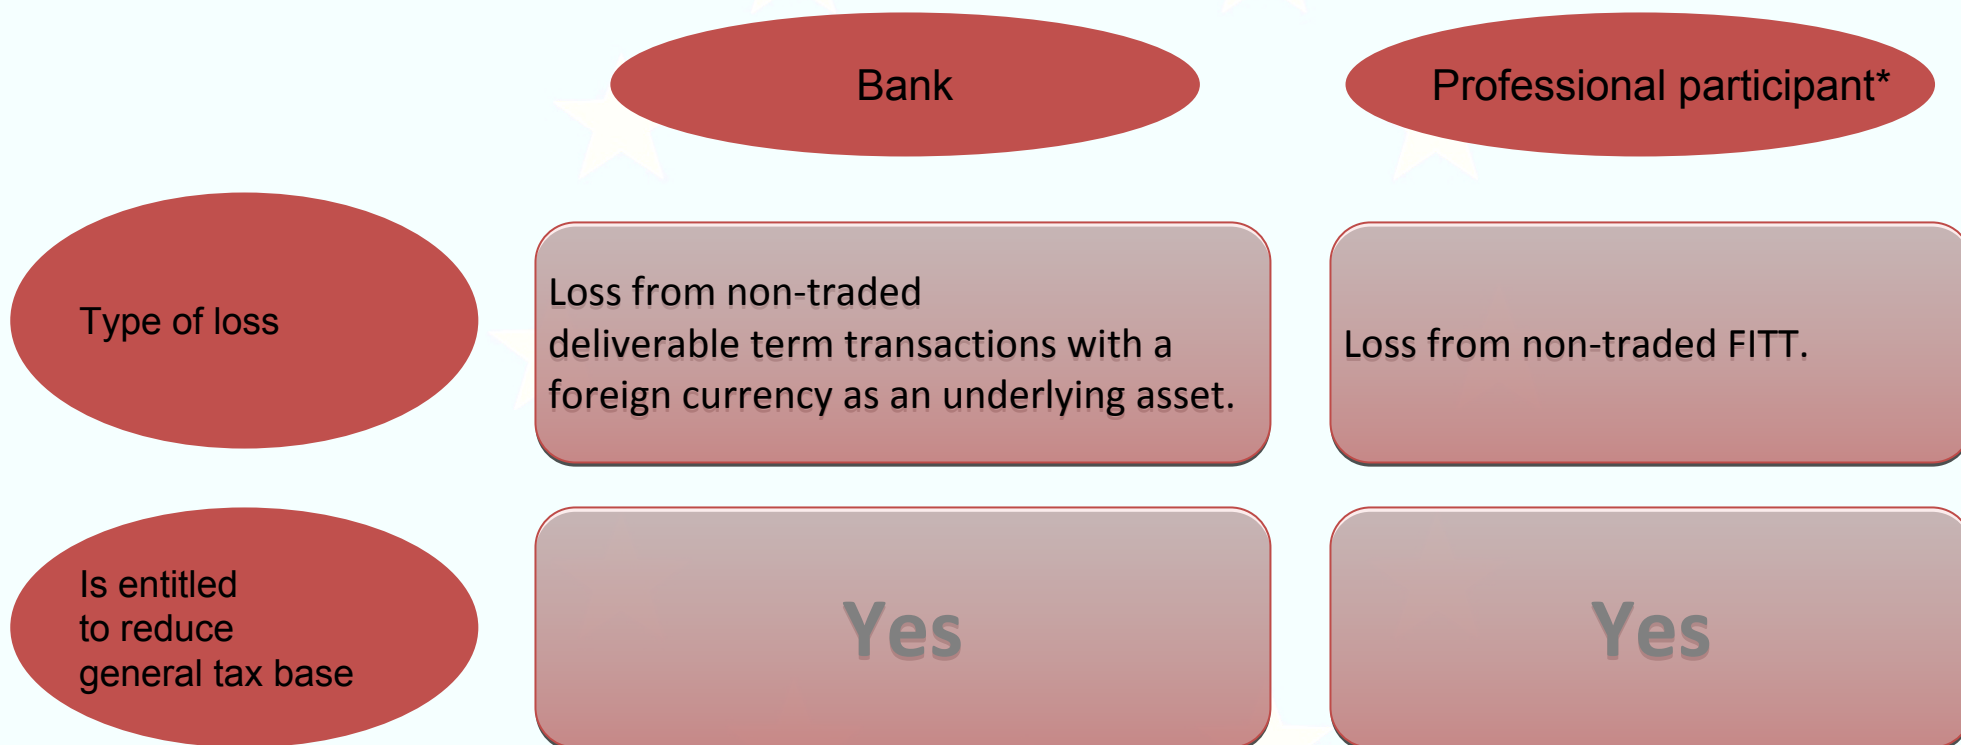 Bank
Professional participant*
Type of loss
Loss from non-traded
deliverable term transactions with a
foreign currency as an underlying asset.
Loss from non-traded FITT.
Is entitled
to reduce
general tax base
Yes
Yes